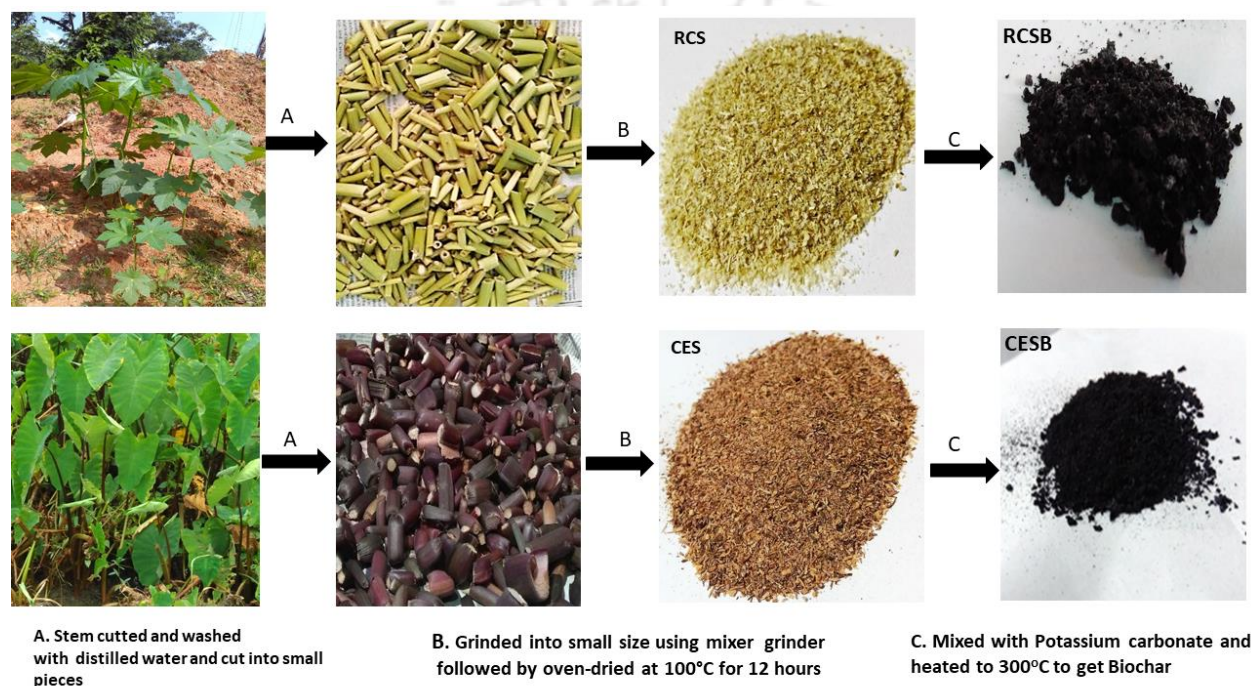 RCS
RCSB
A
B
C
CES
CESB
A
B
C
A. Stem cutted and washed
with distilled water and cut into small
pieces
B. Grinded into small size using mixer grinder
followed by oven-dried at 100°C for 12 hours
C. Mixed with Potassium carbonate and
heated to 300°C to get Biochar